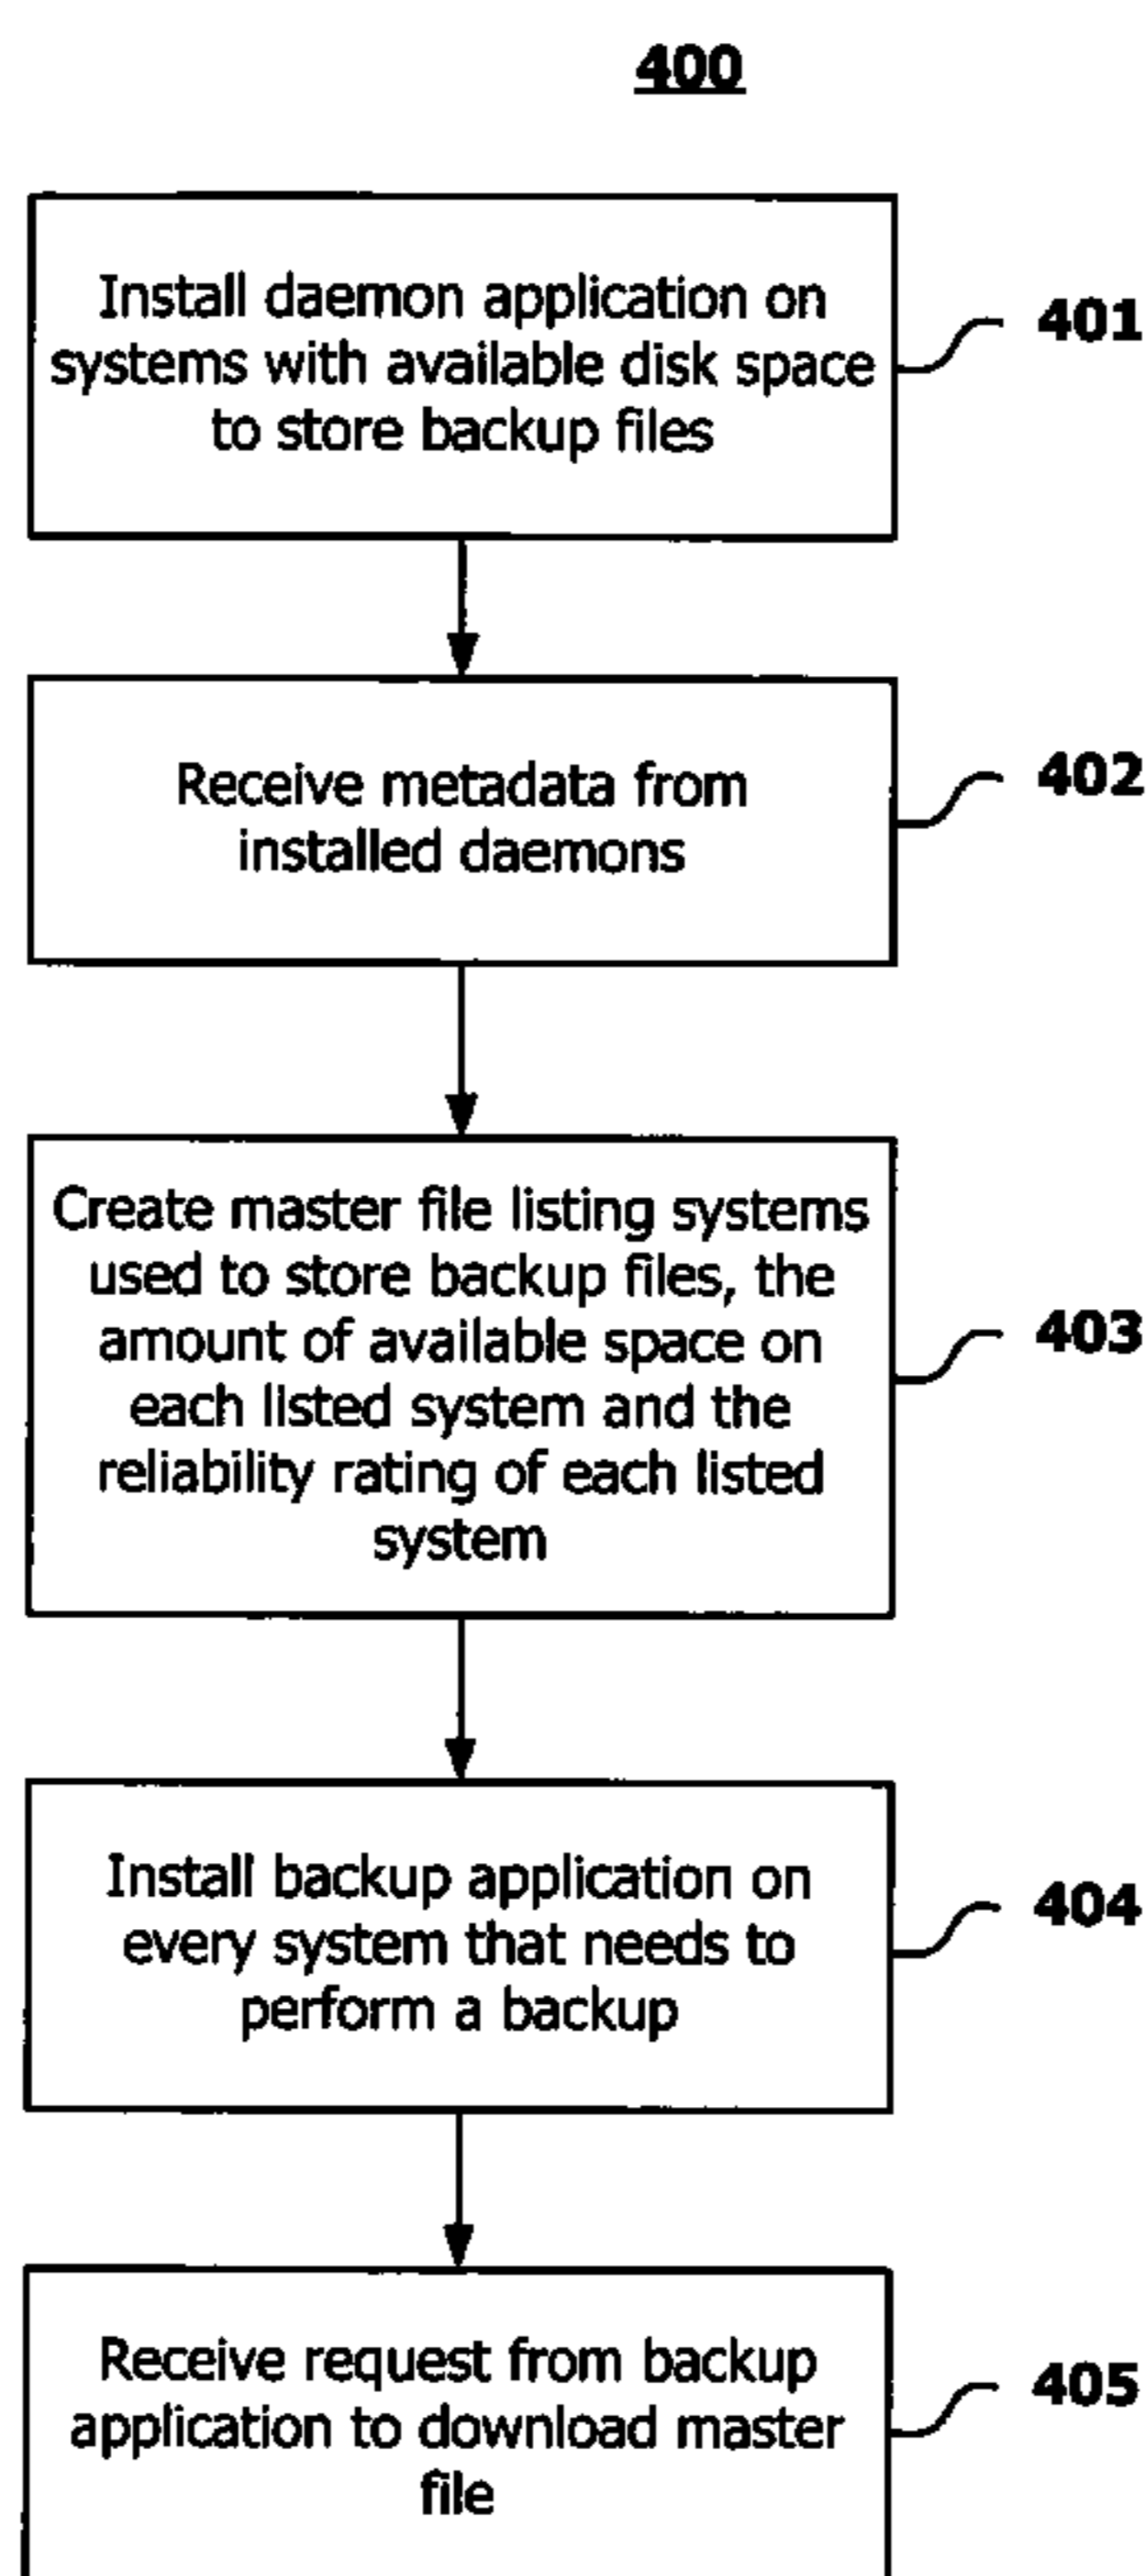 400
Install daemon application on
systems with available disk space
to store backup files
401
Receive metadata from
installed daemons
402
Create master file listing systems
used to store backup files, the
amount of available space on
each listed system and the
reliability rating of each listed
system
403
Install backup application on
every system that needs to
perform a backup
404
Receive request from backup
application to download master
file
405